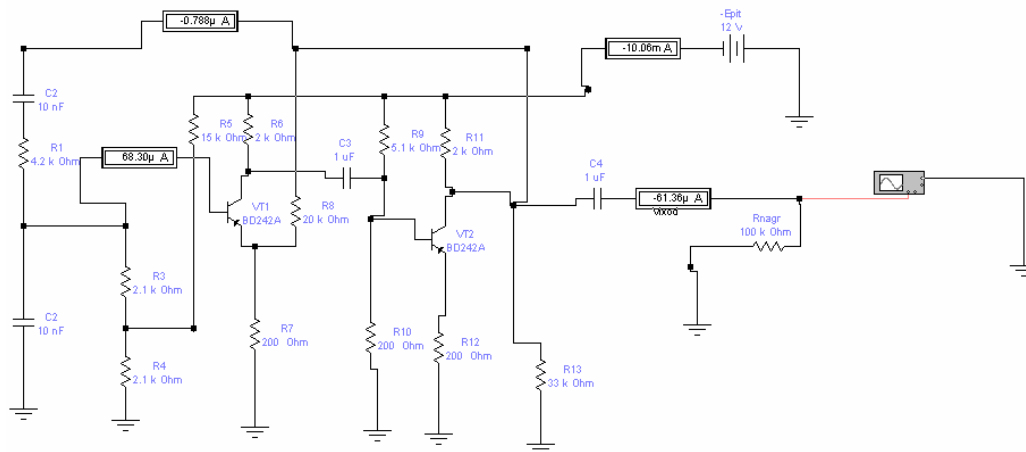 -0.788µ A
-10.06m A
-Epit
12 V
C2
10 nF
R1
4.2 k Ohm
68.30µ A
R5
15 k Ohm
R6
2 k Ohm
C3
1 uF
R9
5.1 k Ohm
R11
2 k Ohm
VT1
BD242A
R8
20 k Ohm
VT2
BD242A
C4
1 uF
-61.36µ A
vixod
Rnagr
100 k Ohm
R3
2.1 k Ohm
C2
10 nF
R4
2.1 k Ohm
R7
200 Ohm
R10
200 Ohm
R12
200 Ohm
R13
33 k Ohm